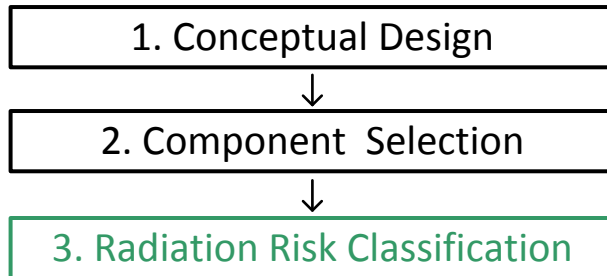 1. Conceptual Design
2. Component Selection
3. Radiation Risk Classification